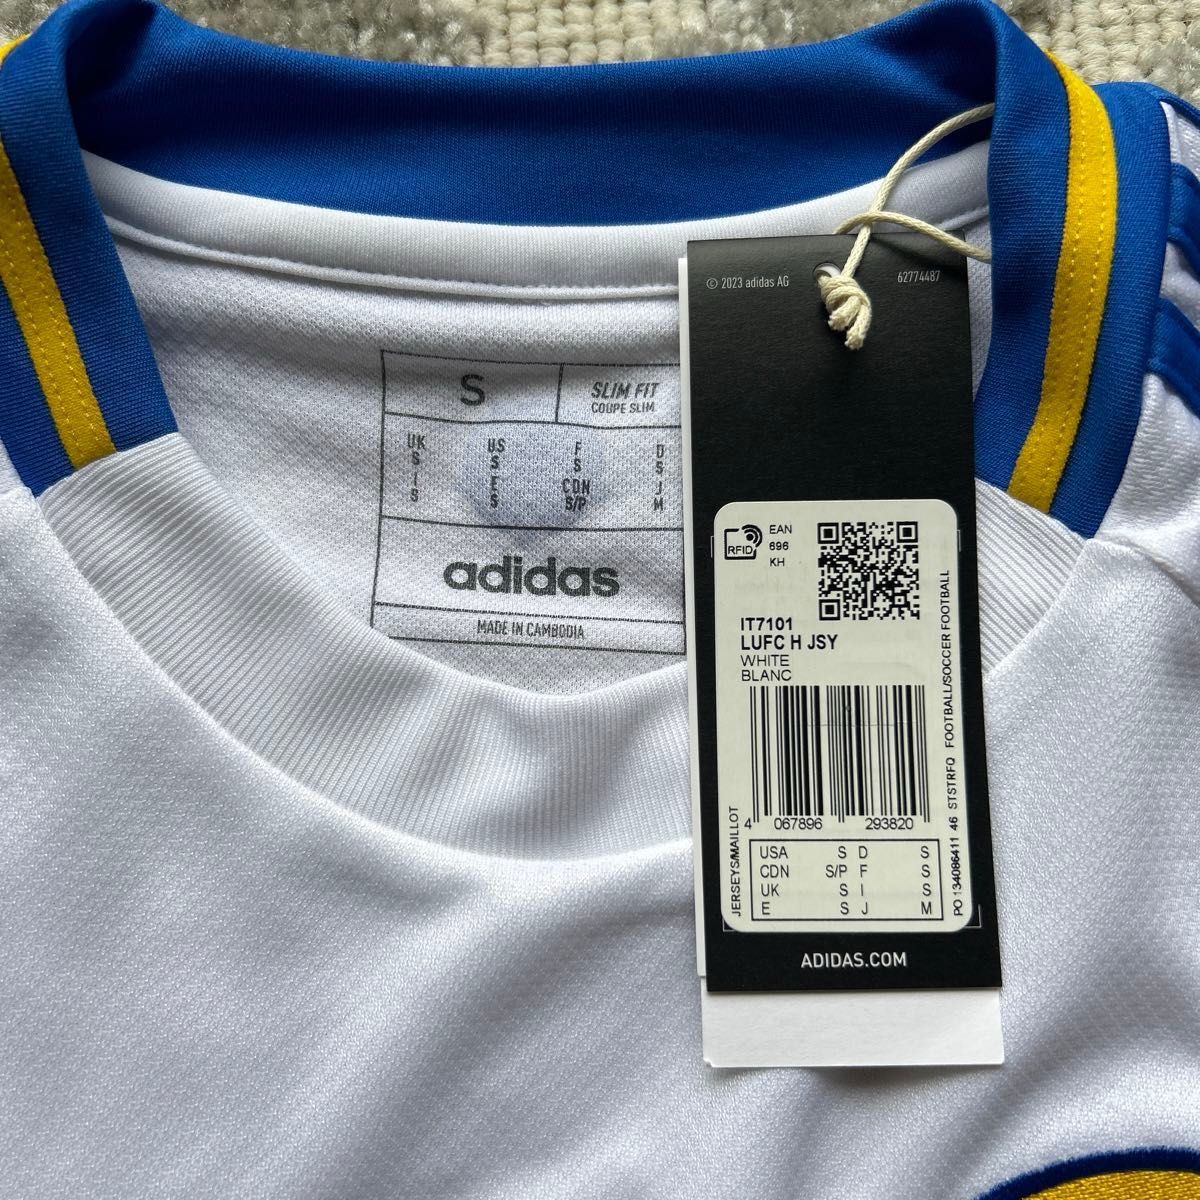 © 2023 adidas AG
62774487
S
SLIM FIT
COUPE SLIM
UK US F D
S S S S
I E CDN J
S S S/P M
adidas
MADE IN CAMBODIA
RFID
EAN
696
KH
IT7101
LUFC H JSY
WHITE
BLANC
4 067896 293820
USA S D S
CDN S/P F S
UK S I S
E S J M
JERSEYS/MAILLOT
PO 134086411 46 STSTRFQ FOOTBALL/SOCCER FOOTBALL
ADIDAS.COM